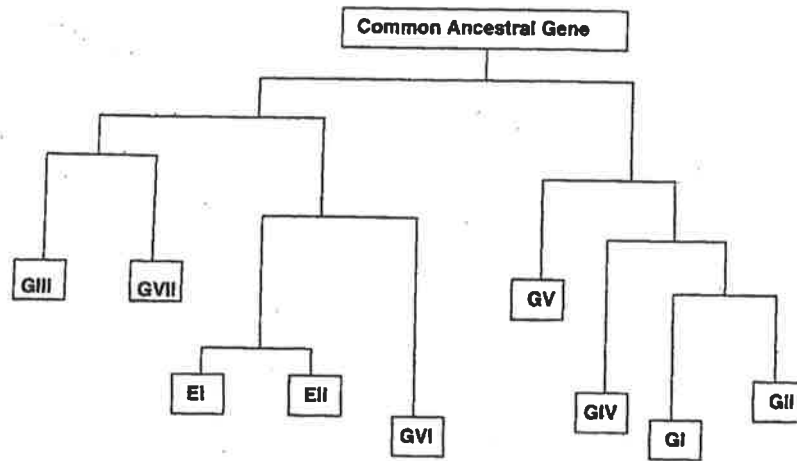 Common Ancestral Gene
GIII
GVII
GV
EI
EII
GVI
GIV
GI
GII